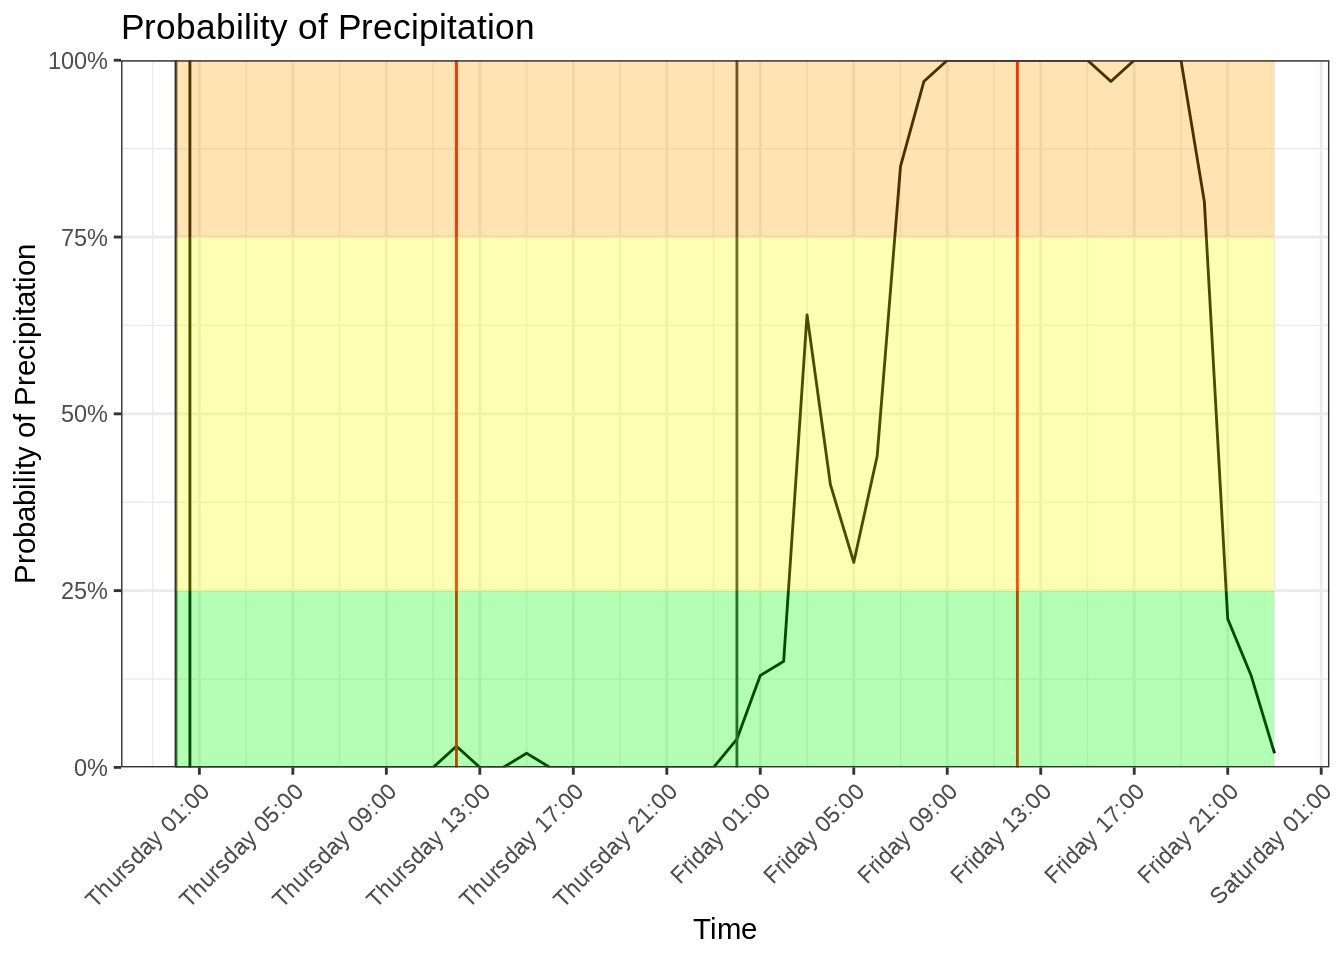 Probability of Precipitation
Probability of Precipitation
100%
75%
50%
25%
0%
Thursday 01:00
Thursday 05:00
Thursday 09:00
Thursday 13:00
Thursday 17:00
Thursday 21:00
Friday 01:00
Friday 05:00
Friday 09:00
Friday 13:00
Friday 17:00
Friday 21:00
Saturday 01:00
Time